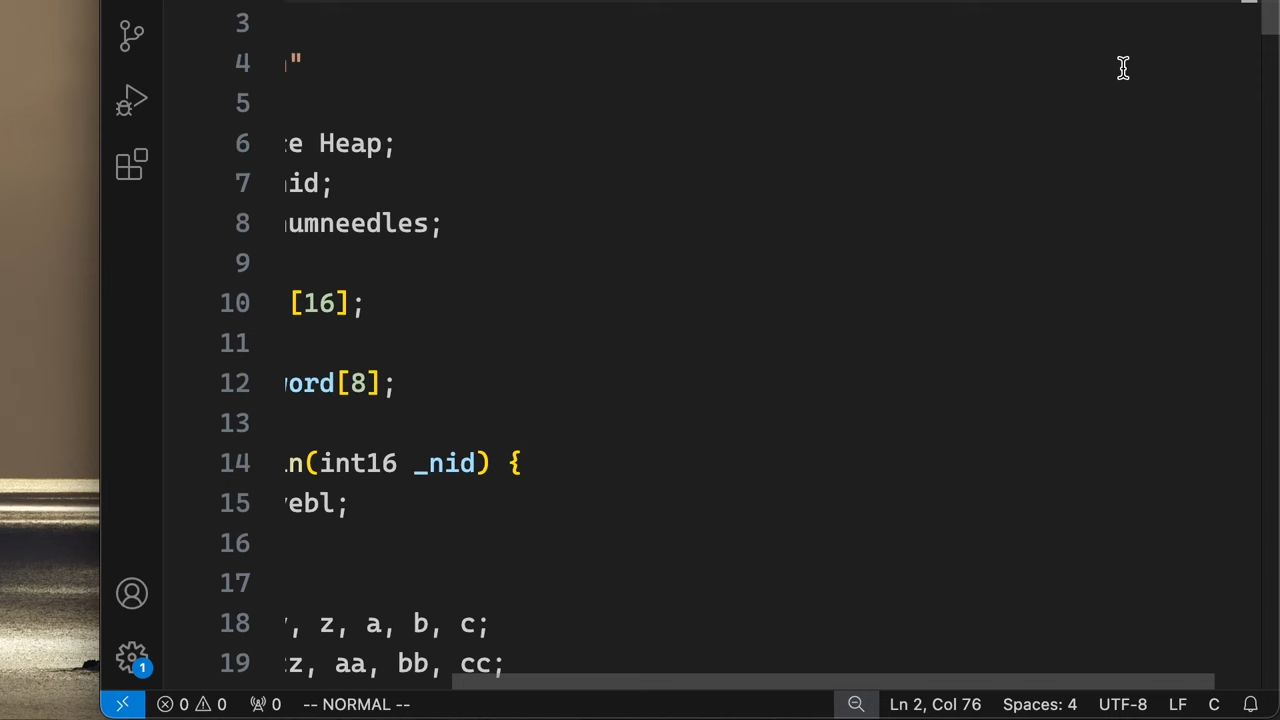 3
4 "
5
6 e Heap;
7 id;
8 umneedles;
9
10 [16];
11
12 ord[8];
13
14 n(int16 _nid) {
15 ebl;
16
17
18 , z, a, b, c;
19 z, aa, bb, cc;
1
0 0 0 -- NORMAL -- Ln 2, Col 76 Spaces: 4 UTF-8 LF C